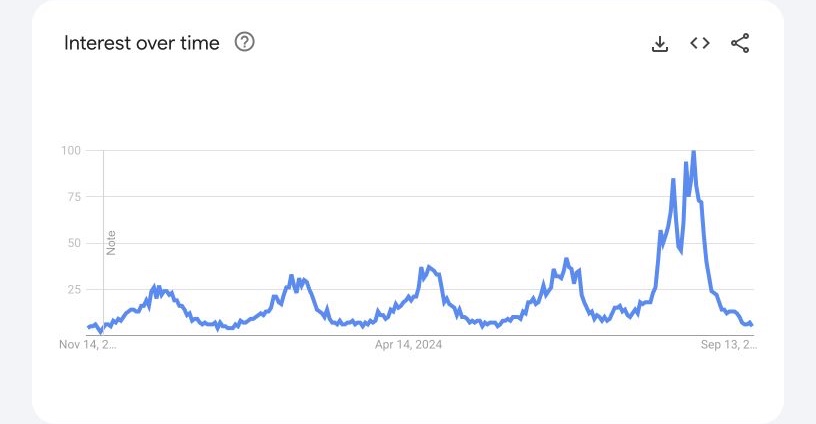 Interest over time
100
75
50
25
Note
Nov 14, 2...
Apr 14, 2024
Sep 13, 2...